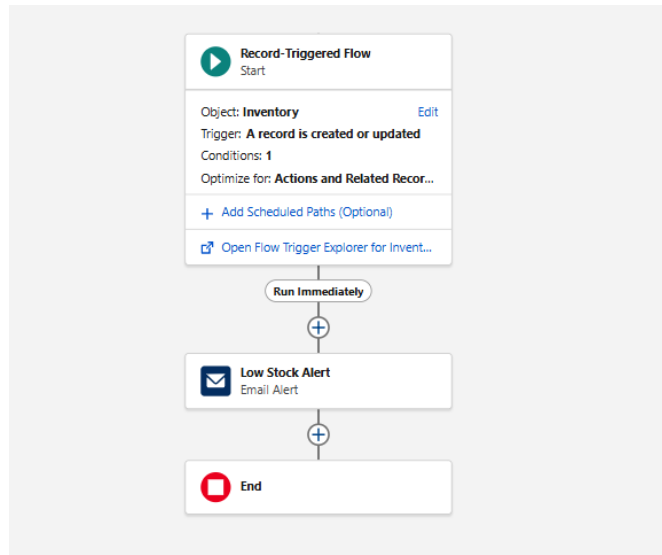 Record-Triggered Flow
Start
Object: Inventory Edit
Trigger: A record is created or updated
Conditions: 1
Optimize for: Actions and Related Recor...
+ Add Scheduled Paths (Optional)
Open Flow Trigger Explorer for Invent...
Run Immediately
Low Stock Alert
Email Alert
End